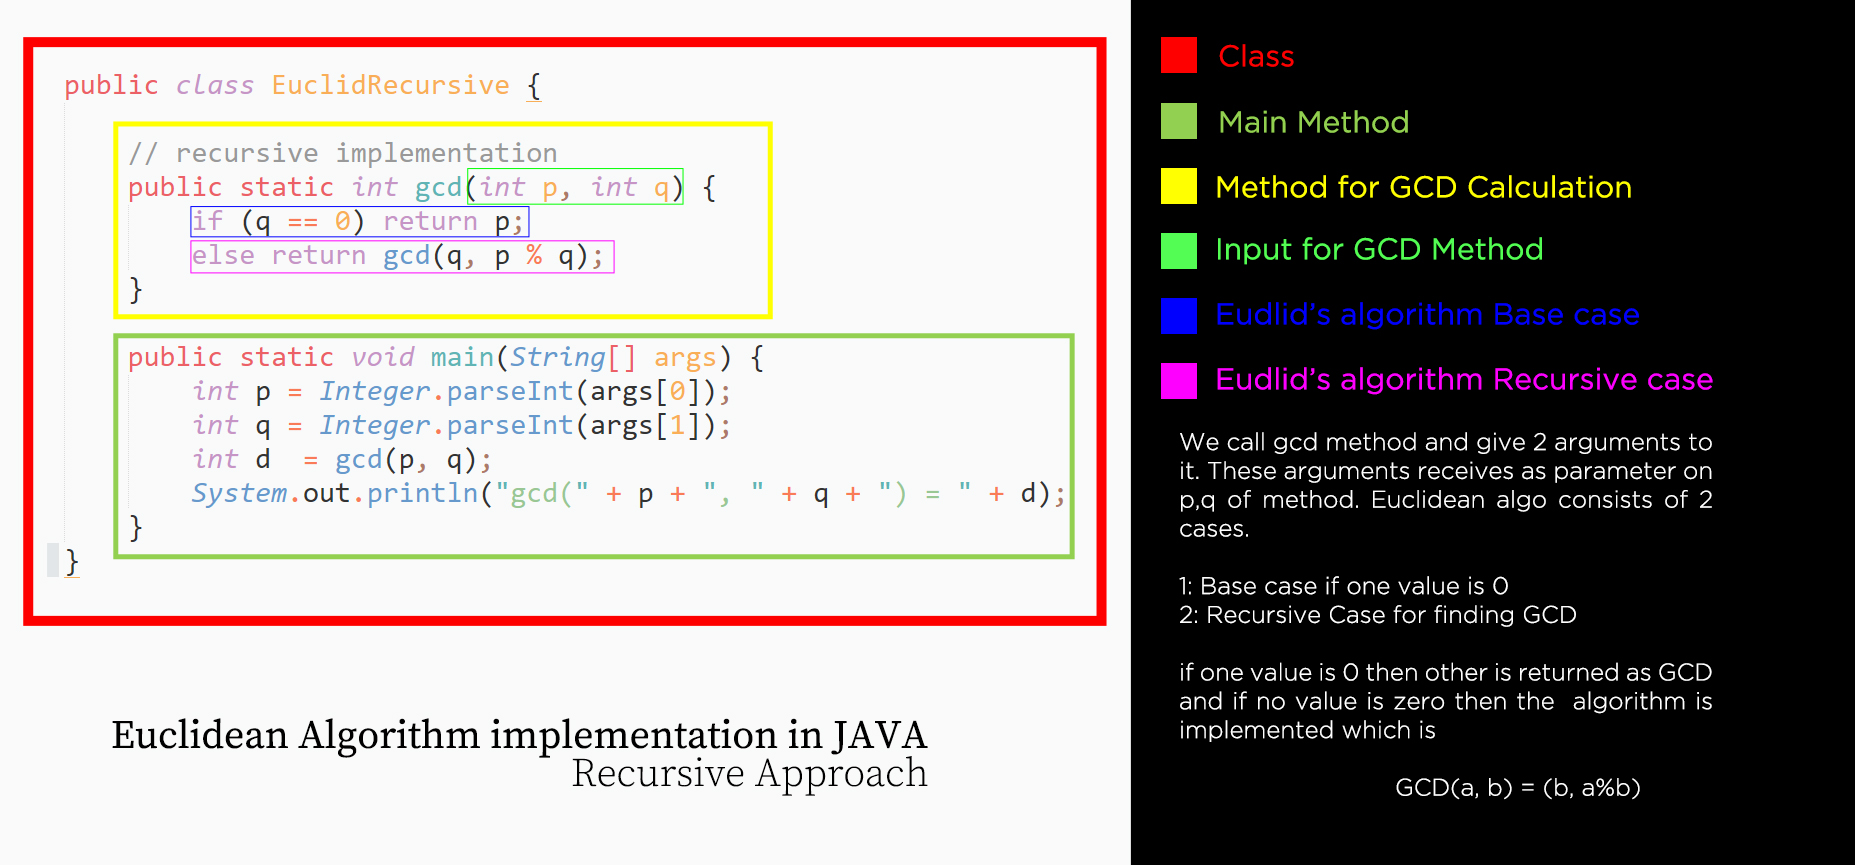 public class EuclidRecursive {
// recursive implementation
public static int gcd(int p, int q) {
if (q == 0) return p;
else return gcd(q, p % q);
}
public static void main(String[] args) {
int p = Integer.parseInt(args[0]);
int q = Integer.parseInt(args[1]);
int d  = gcd(p, q);
System.out.println("gcd(" + p + ", " + q + ") = " + d);
}
}
Euclidean Algorithm implementation in JAVA
Recursive Approach
Class
Main Method
Method for GCD Calculation
Input for GCD Method
Eudlid's algorithm Base case
Eudlid's algorithm Recursive case
We call gcd method and give 2 arguments to
it. These arguments receives as parameter on
p,q of method. Euclidean algo consists of 2
cases.
1: Base case if one value is 0
2: Recursive Case for finding GCD
if one value is 0 then other is returned as GCD
and if no value is zero then the  algorithm is
implemented which is
GCD(a, b) = (b, a%b)